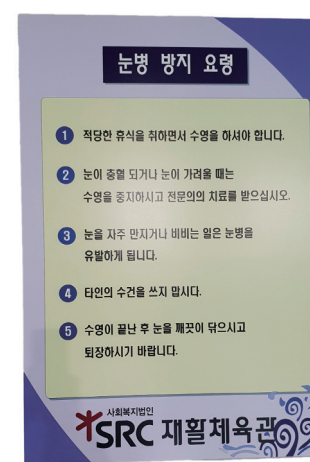 눈병 방지 요령
1 적당한 휴식을 취하면서 수영을 하셔야 합니다.
2 눈이 충혈 되거나 눈이 가려울 때는
수영을 중지하시고 전문의의 치료를 받으십시오.
3 눈을 자주 만지거나 비비는 일은 눈병을
유발하게 됩니다.
4 타인의 수건을 쓰지 맙시다.
5 수영이 끝난 후 눈을 깨끗이 닦으시고
퇴장하시기 바랍니다.
사회복지법인
SRC 재활체육관